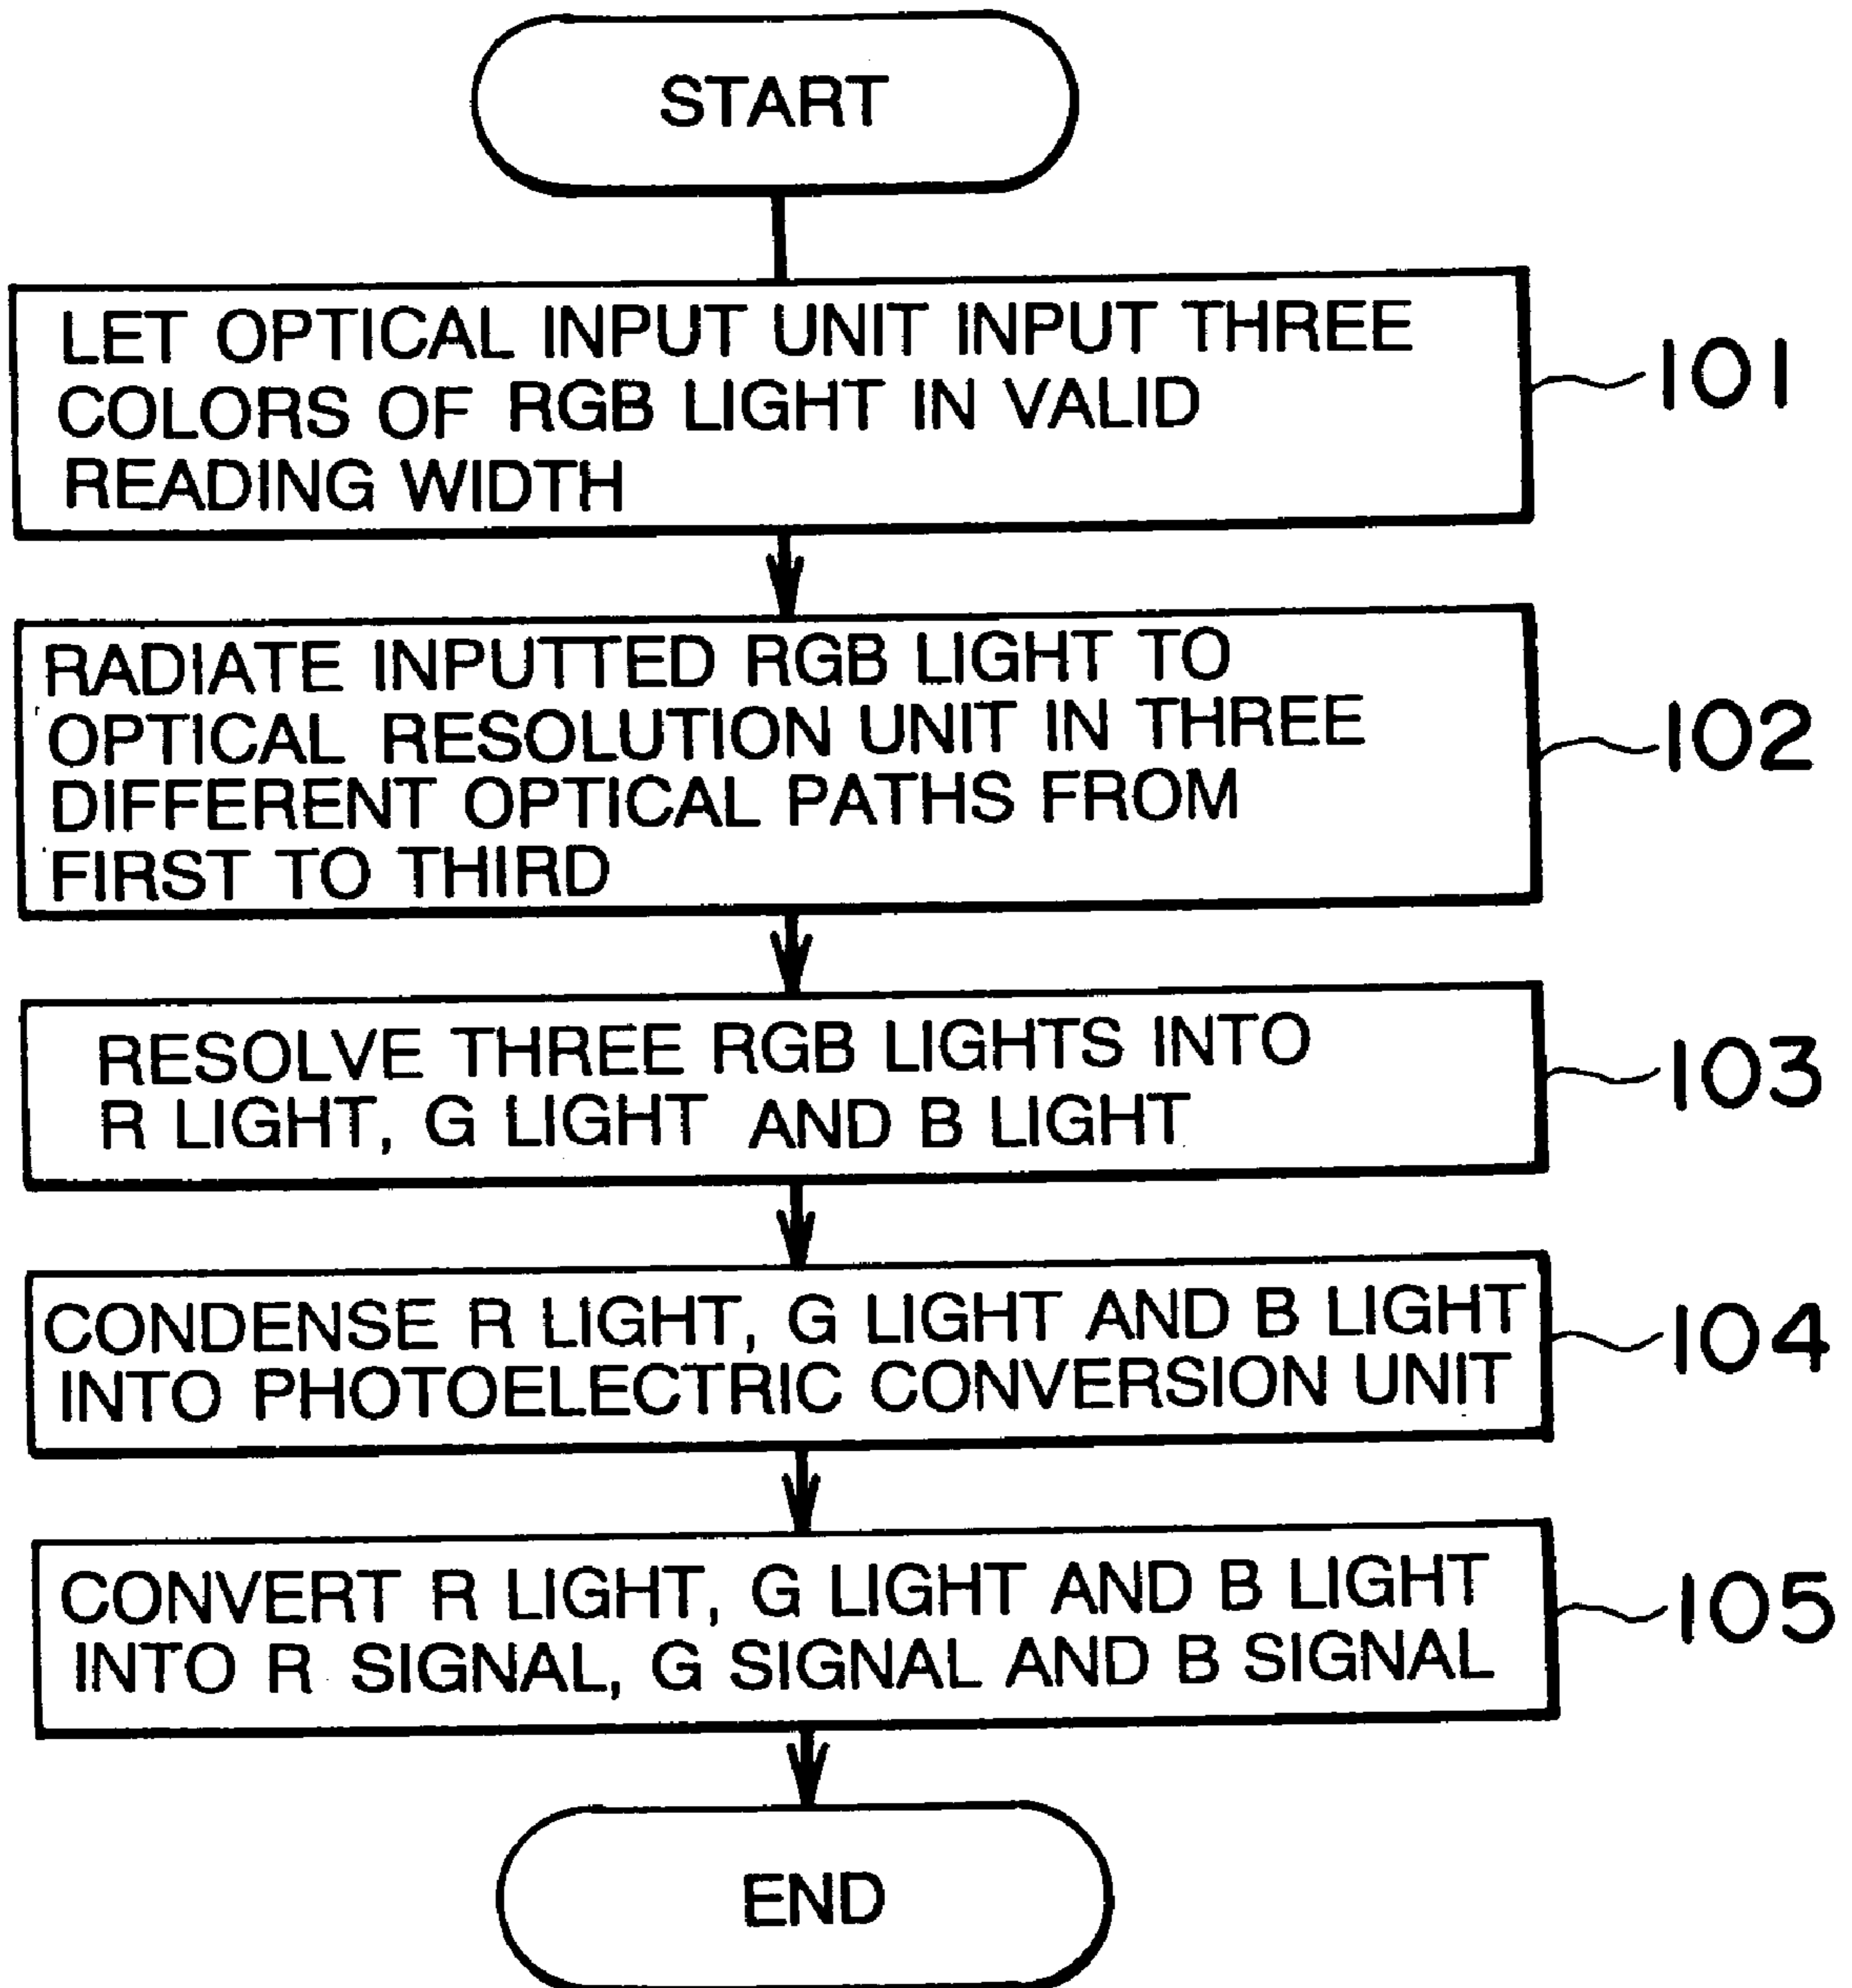 START
LET OPTICAL INPUT UNIT INPUT THREE
COLORS OF RGB LIGHT IN VALID
READING WIDTH
101
RADIATE INPUTTED RGB LIGHT TO
OPTICAL RESOLUTION UNIT IN THREE
DIFFERENT OPTICAL PATHS FROM
FIRST TO THIRD
102
RESOLVE THREE RGB LIGHTS INTO
R LIGHT, G LIGHT AND B LIGHT
103
CONDENSE R LIGHT, G LIGHT AND B LIGHT
INTO PHOTOELECTRIC CONVERSION UNIT
104
CONVERT R LIGHT, G LIGHT AND B LIGHT
INTO R SIGNAL, G SIGNAL AND B SIGNAL
105
END